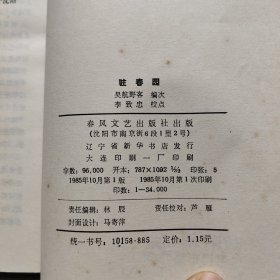 驻春园
吴航野客 编次
李致忠 校点
春风文艺出版社出版
(沈阳市南京街6段1里2号)
辽宁省新华书店发行
大连印刷一厂印刷
字数:96,000 开本:787×1092 1/32 印张:5
1985年10月第1版 1985年10月第1次印刷
印数:1—34,000
责任编辑:林辰 责任校对:芦雁
封面设计:马寄萍
统一书号:10158·885 定价:1.15元